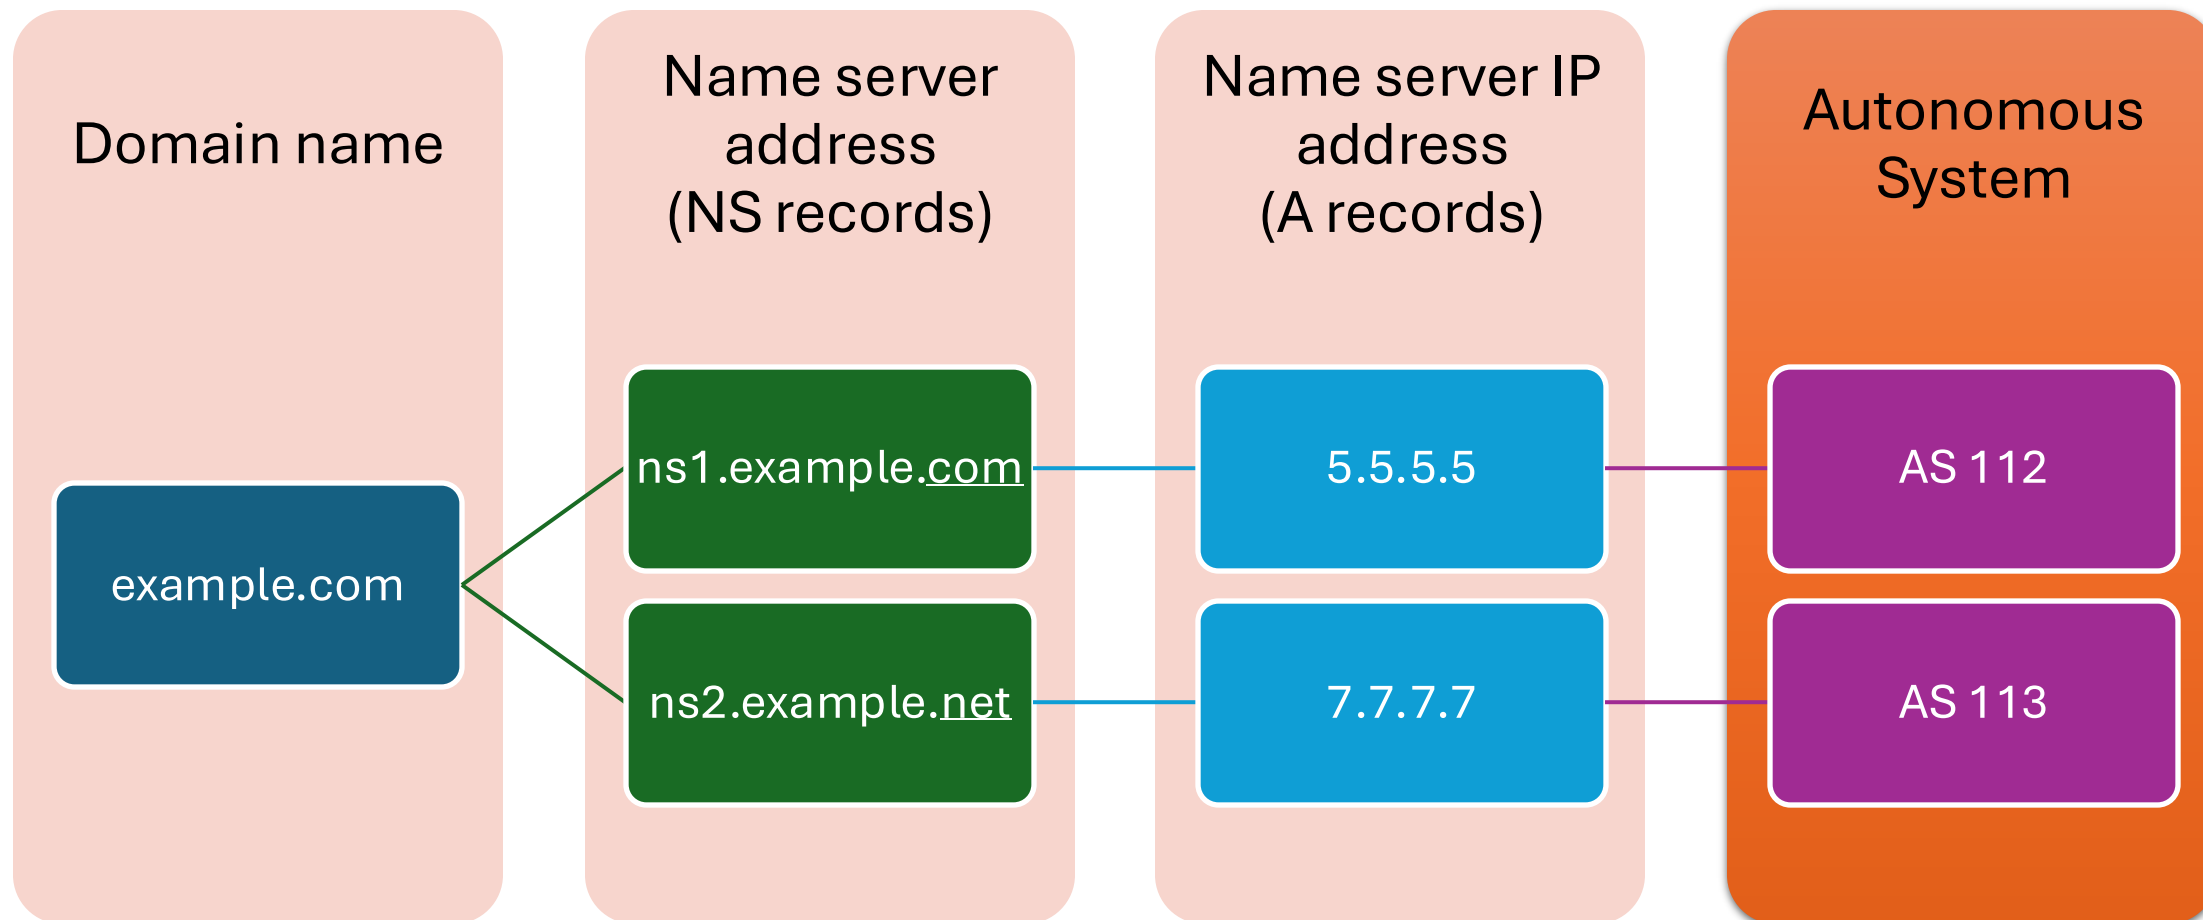 Domain name
Name server
address
(NS records)
Name server IP
address
(A records)
Autonomous
System
example.com
ns1.example.com
5.5.5.5
AS 112
ns2.example.net
7.7.7.7
AS 113